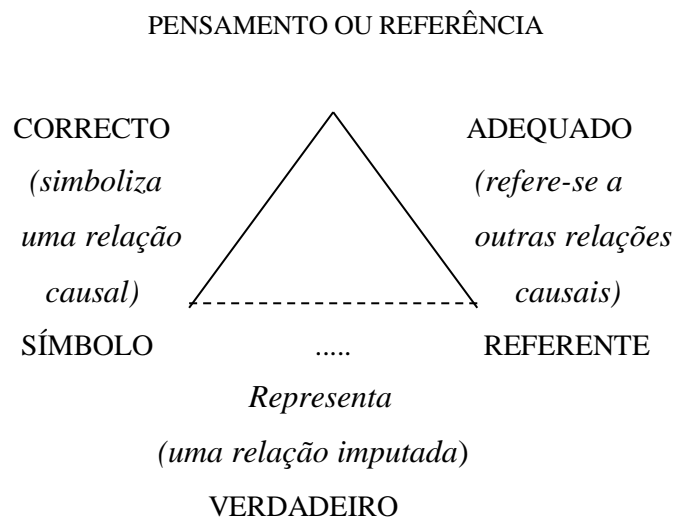 PENSAMENTO OU REFERÊNCIA
CORRECTO
(simboliza
uma relação
causal)
ADEQUADO
(refere-se a
outras relações
causais)
SÍMBOLO ..... REFERENTE
Representa
(uma relação imputada)
VERDADEIRO